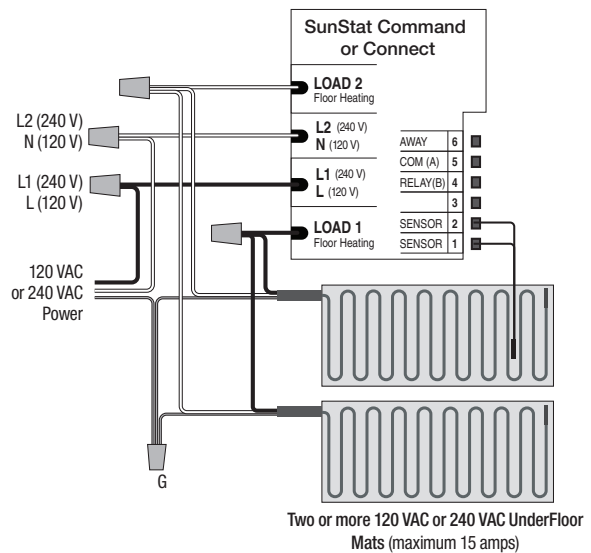 SunStat Command
or Connect
LOAD 2
Floor Heating
L2 (240 V)
N (120 V)
L2 (240 V)
N (120 V)
L1 (240 V)
L (120 V)
L1 (240 V)
L (120 V)
LOAD 1
Floor Heating
AWAY 6
COM (A) 5
RELAY(B) 4
3
SENSOR 2
SENSOR 1
120 VAC
or 240 VAC
Power
G
Two or more 120 VAC or 240 VAC UnderFloor
Mats (maximum 15 amps)